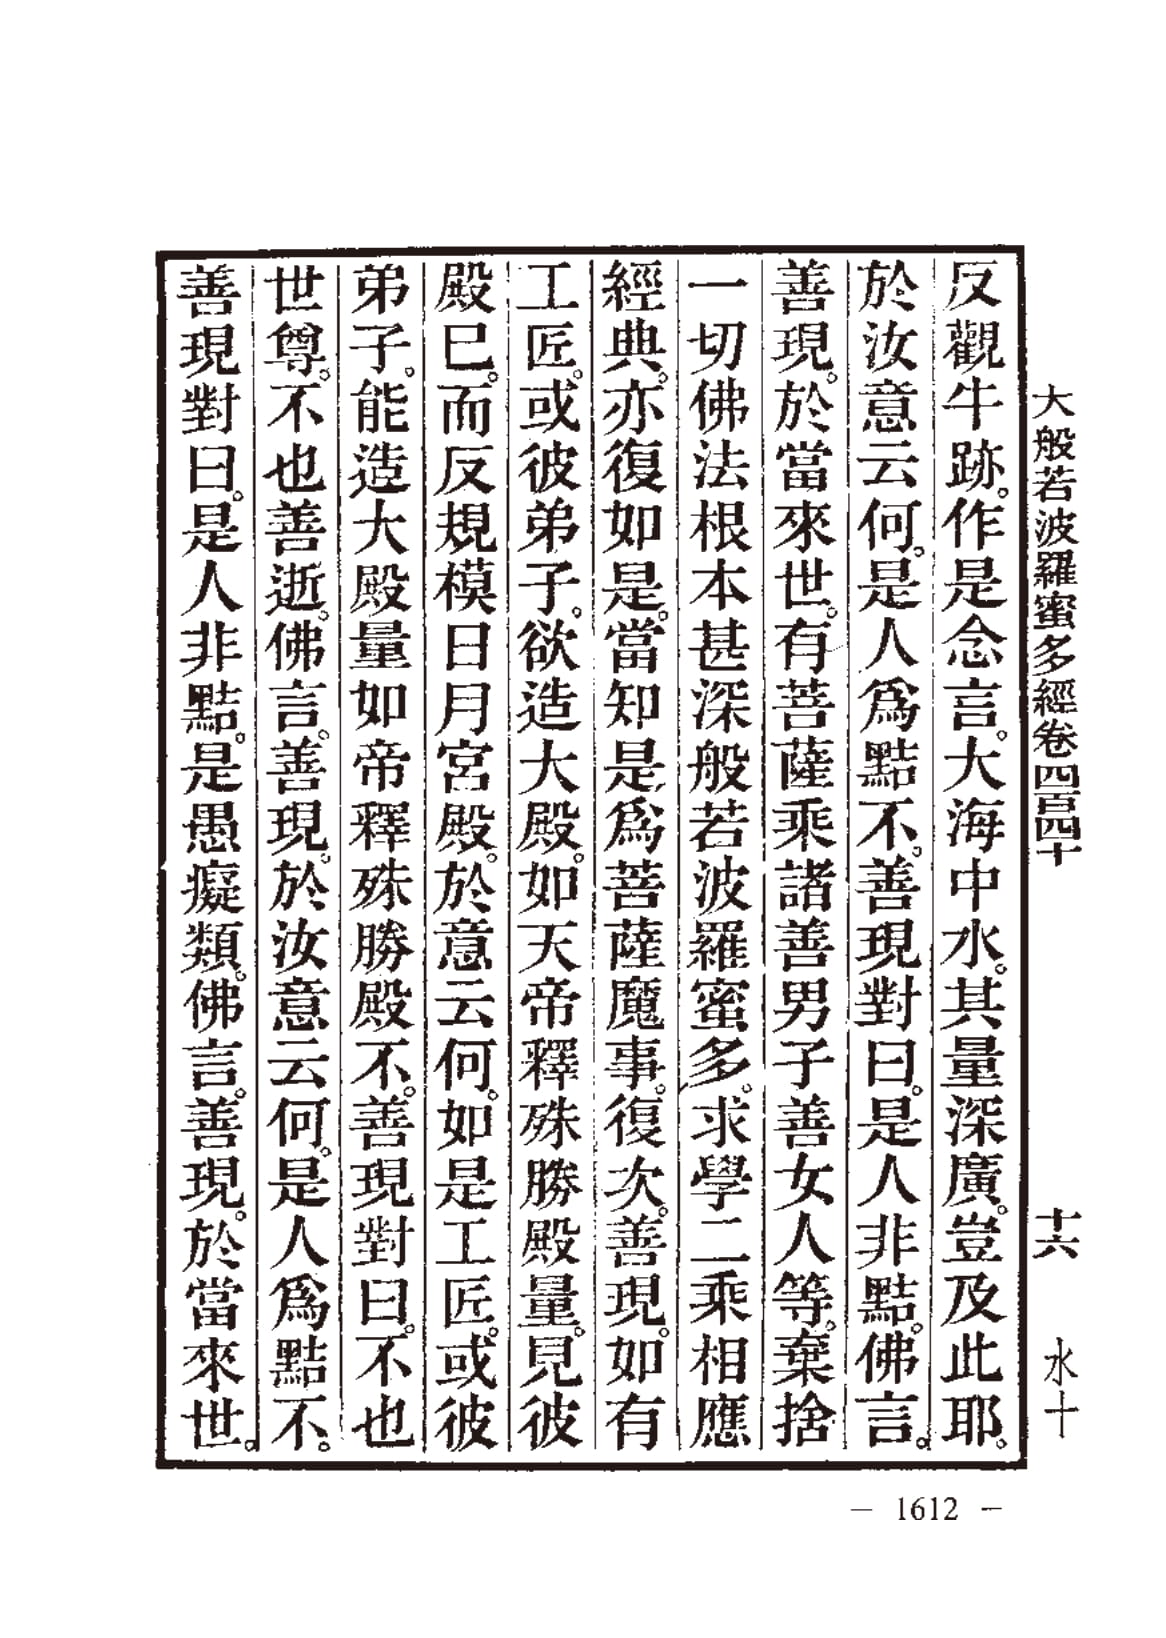 大般若波羅蜜多經卷四百四十 十六 水十
反觀牛跡。作是念言。大海中水。其量深廣。豈及此耶。
於汝意云何。是人爲黠不。善現對曰。是人非黠。佛言。
善現。於當來世。有菩薩乘諸善男子善女人等。棄捨
一切佛法根本甚深般若波羅蜜多。求學二乘相應
經典。亦復如是。當知是爲菩薩魔事。復次。善現。如有
工匠。或彼弟子。欲造大殿。如天帝釋殊勝殿量。見彼
殿已。而反規模日月宮殿。於意云何。如是工匠。或彼
弟子。能造大殿量如帝釋殊勝殿不。善現對曰。不也
世尊。不也善逝。佛言。善現。於汝意云何。是人爲黠不。
善現對曰。是人非黠。是愚癡類。佛言。善現。於當來世。
— 1612 —